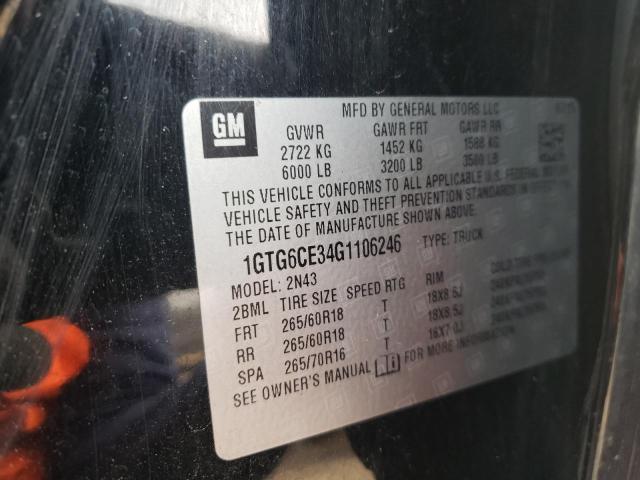 GM
MFD BY GENERAL MOTORS LLC
GVWR GAWR FRT GAWR RR
2722 KG 1452 KG 1588 KG
6000 LB 3200 LB 3500 LB
THIS VEHICLE CONFORMS TO ALL APPLICABLE U.S. FEDERAL
VEHICLE SAFETY AND THEFT PREVENTION STANDARDS IN EFFECT ON
THE DATE OF MANUFACTURE SHOWN ABOVE.
1GTG6CE34G1106246 TYPE: TRUCK
MODEL: 2N43
2BML TIRE SIZE SPEED RTG RIM
FRT 265/60R18 T 18X8.5J
RR 265/60R18 T 18X8.5J
SPA 265/70R16 T 16X7.0J
SEE OWNER'S MANUAL FOR MORE INFORMATION